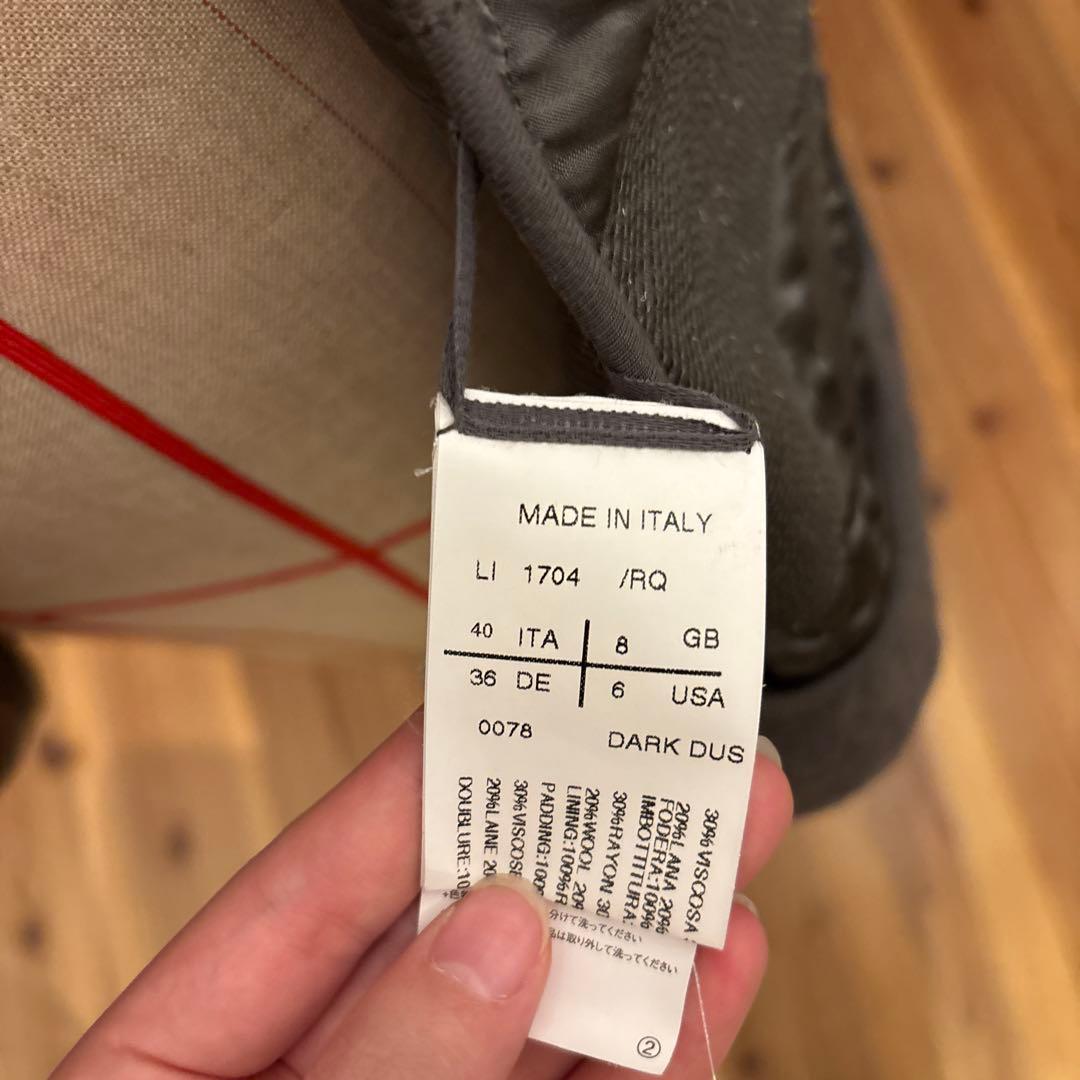 MADE IN ITALY
LI 1704 /RQ
40 ITA 8 GB
36 DE 6 USA
0078 DARK DUS
30% VISCOSA
20% LANA 20%
FODERA:100%
IMBOTTITURA:
30% RAYON 30
20% WOOL 20%
LINING:100% R
PADDING:100%
30% VISCOSE
20% LAINE 20
DOUBLURE:10
分けて洗ってください
品は取り外して洗ってください
②